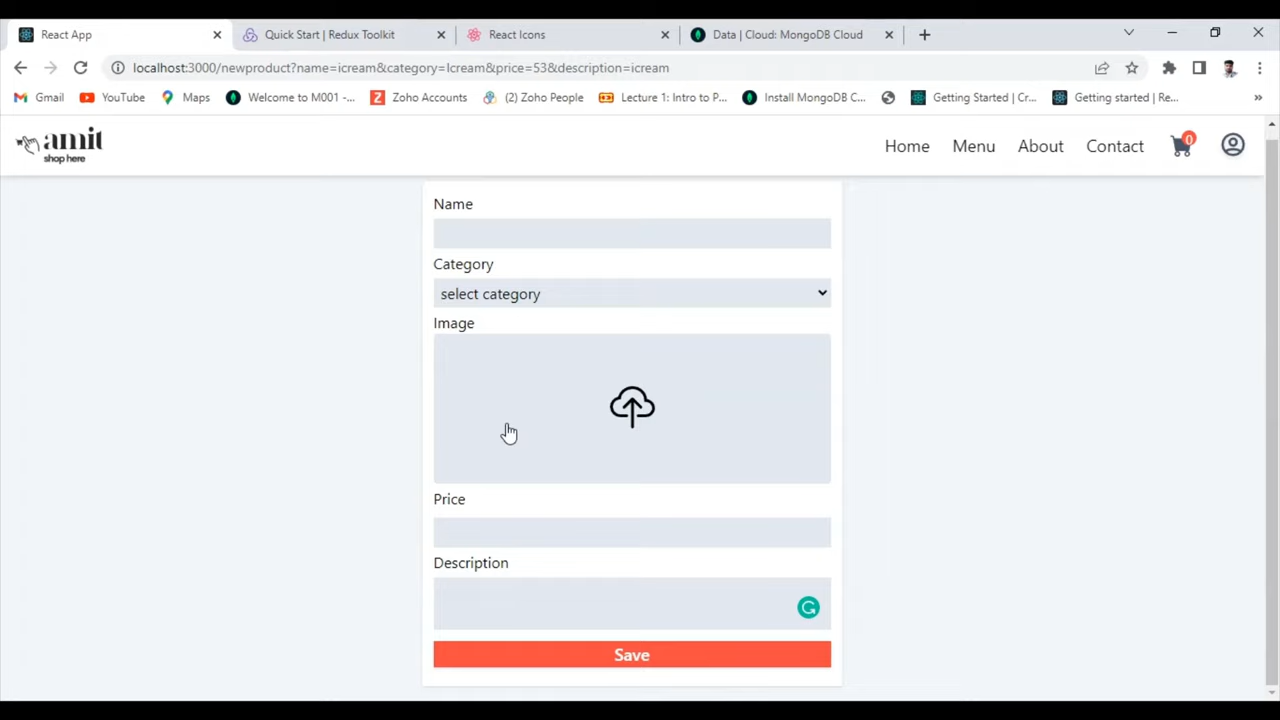 React App
Quick Start | Redux Toolkit
React Icons
Data | Cloud: MongoDB Cloud
localhost:3000/newproduct?name=icream&category=Icream&price=53&description=icream
Gmail
YouTube
Maps
Welcome to M001 -...
Zoho Accounts
(2) Zoho People
Lecture 1: Intro to P...
Install MongoDB C...
Getting Started | Cr...
Getting started | Re...
amit
shop here
Home
Menu
About
Contact
0
Name
Category
select category
Image
Price
Description
Save